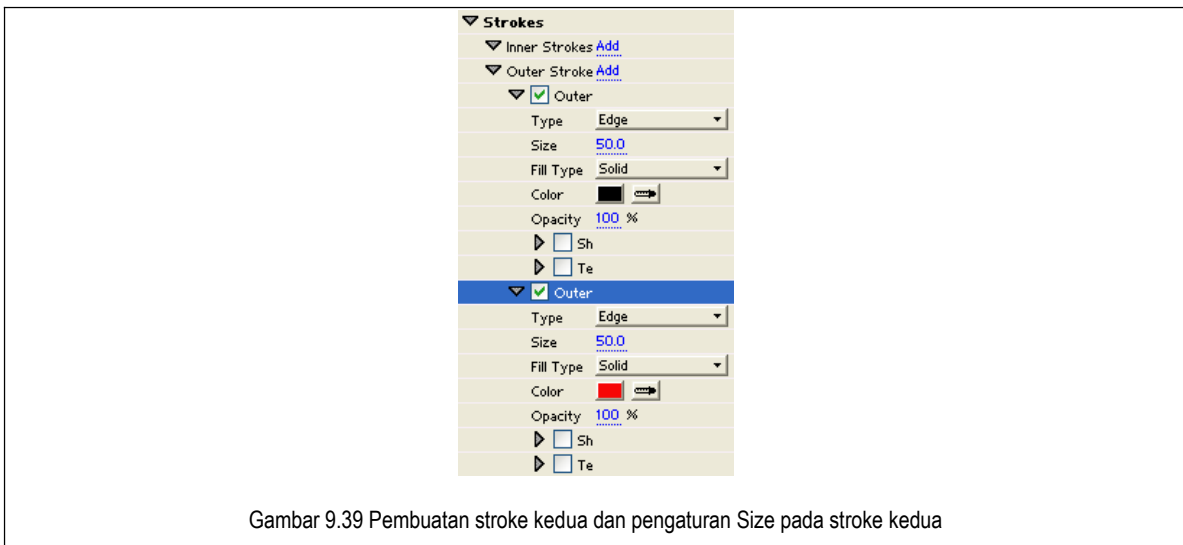 Strokes
Inner Strokes Add
Outer Stroke Add
Outer
Type Edge
Size 50.0
Fill Type Solid
Color
Opacity 100 %
Sh
Te
Outer
Type Edge
Size 50.0
Fill Type Solid
Color
Opacity 100 %
Sh
Te
Gambar 9.39 Pembuatan stroke kedua dan pengaturan Size pada stroke kedua